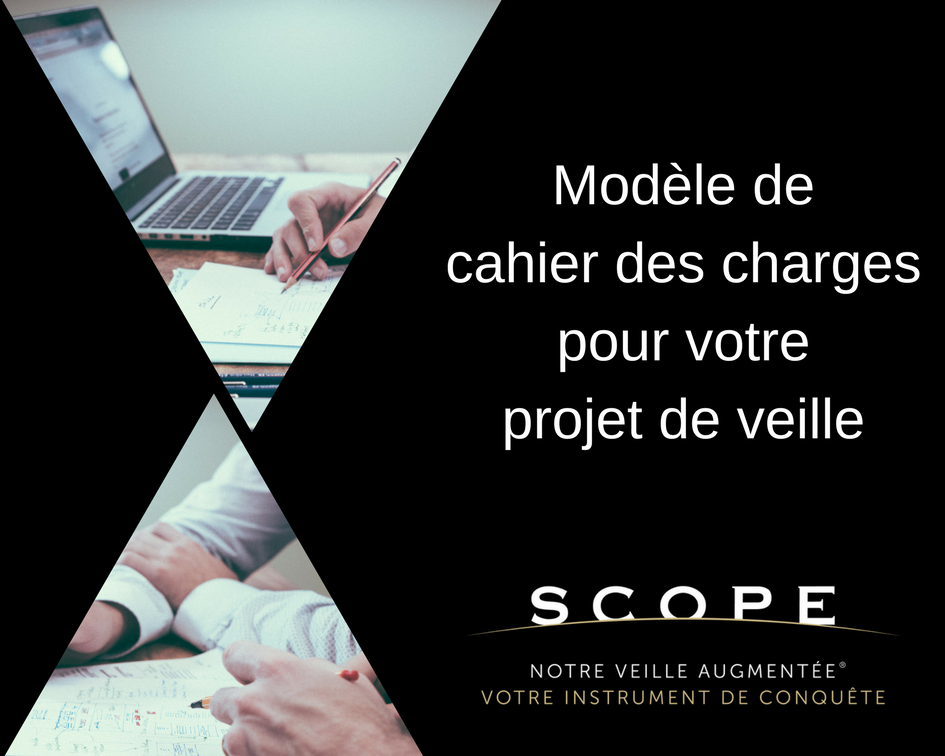 Modèle de
cahier des charges
pour votre
projet de veille
SCOPE
NOTRE VEILLE AUGMENTÉE®
VOTRE INSTRUMENT DE CONQUÊTE